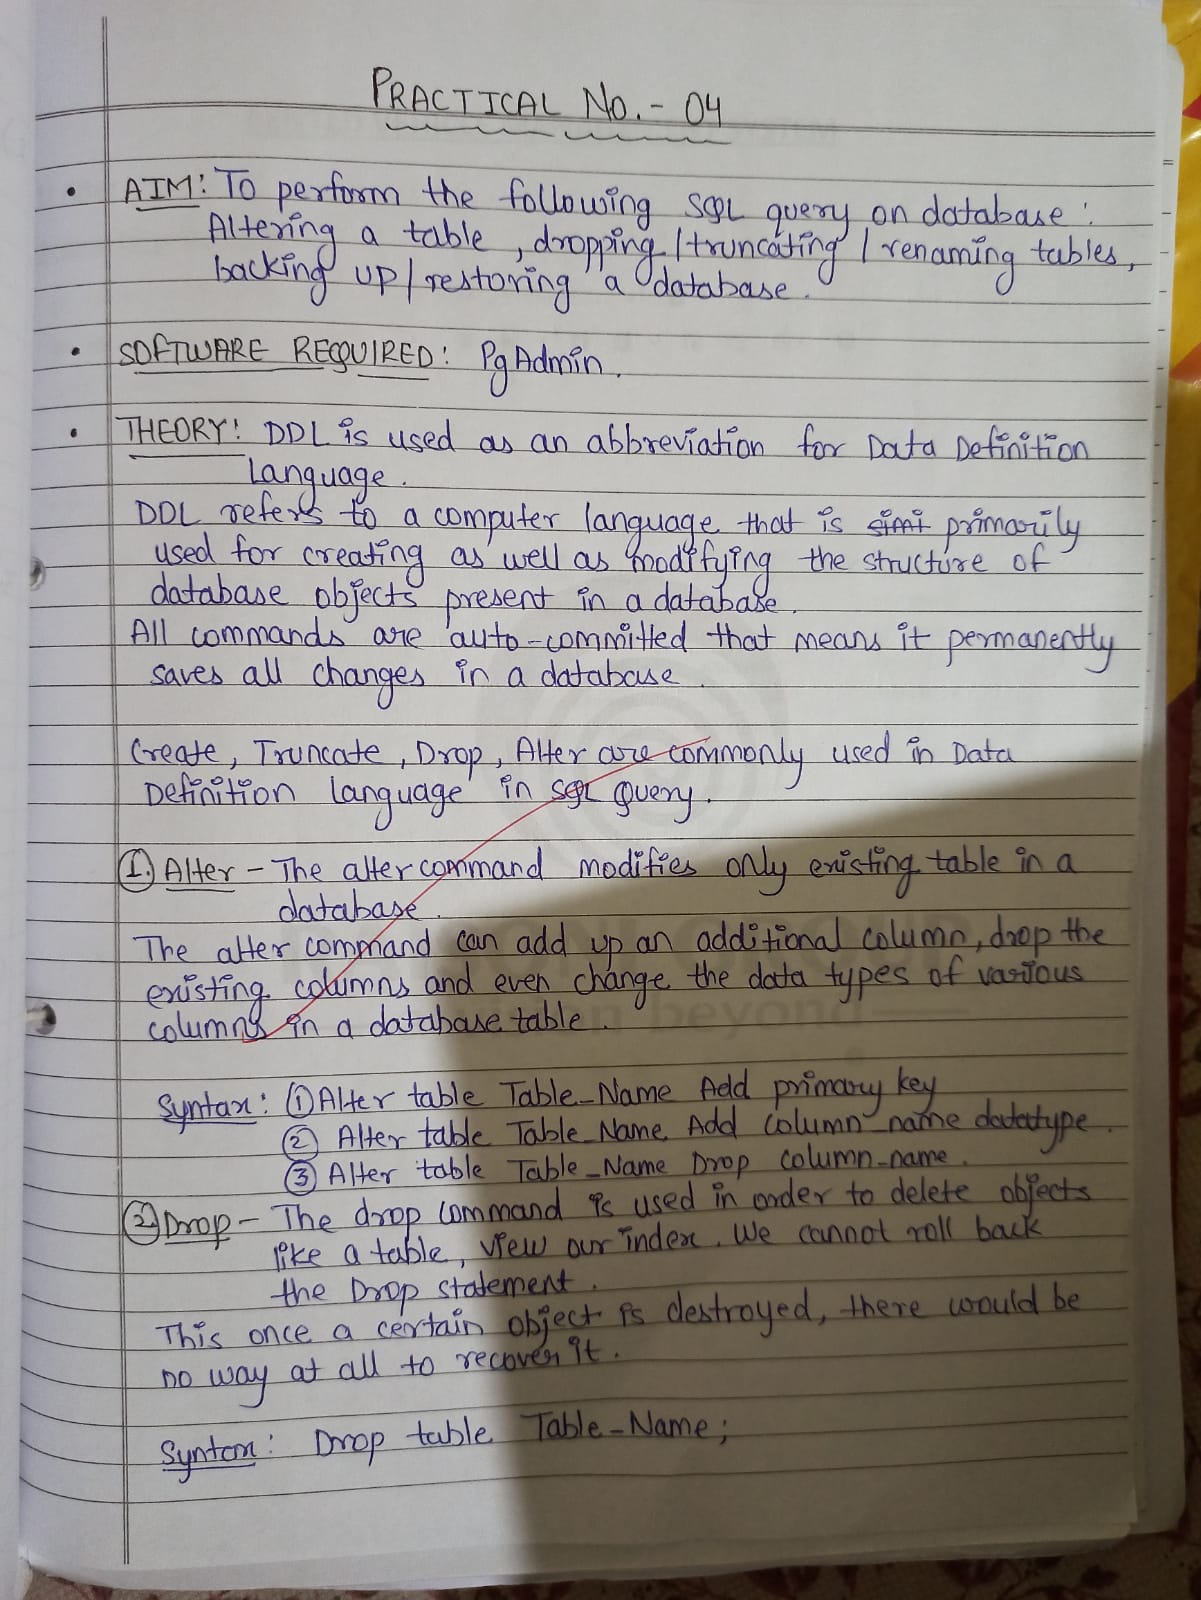 PRACTICAL No. - 04
• AIM: To perform the following SQL query on database:
Altering a table, dropping/truncating/renaming tables,
backing up/restoring a database.
• SOFTWARE REQUIRED: PgAdmin.
• THEORY: DDL is used as an abbreviation for Data Definition
Language.
DDL refers to a computer language that is simi primarily
used for creating as well as modifying the structure of
database objects present in a database.
All commands are auto-committed that means it permanently
saves all changes in a database.
Create, Truncate, Drop, Alter are commonly used in Data
Definition language in SQL Query.
①. Alter - The alter command modifies only existing table in a
database.
The alter command can add up an additional column, drop the
existing columns and even change the data types of various
columns in a database table.
beyond
Syntax: ① Alter table Table_Name Add primary key
② Alter table Table_Name Add column_name datatype.
③ Alter table Table_Name Drop column_name.
②. Drop - The drop command is used in order to delete objects
like a table, view our index. We cannot roll back
the Drop statement.
This once a certain object is destroyed, there would be
no way at all to recover it.
Syntax: Drop table Table_Name;